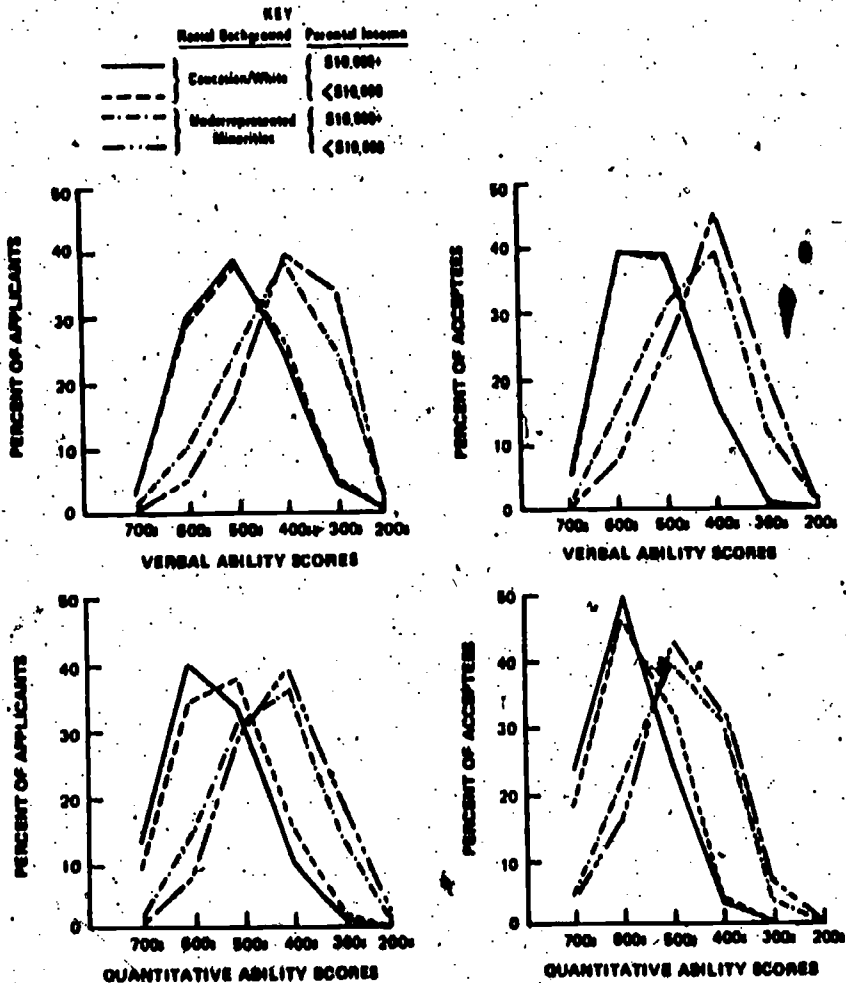 KEY
Racial Background Parental Income
Caucasian/White $10,000+
<$10,000
Underrepresented Minorities $10,000+
<$10,000
50
40
30
20
10
0
PERCENT OF APPLICANTS
700s 600s 500s 400s 300s 200s
VERBAL ABILITY SCORES
50
40
30
20
10
0
PERCENT OF ACCEPTEES
700s 600s 500s 400s 300s 200s
VERBAL ABILITY SCORES
50
40
30
20
10
0
PERCENT OF APPLICANTS
700s 600s 500s 400s 300s 200s
QUANTITATIVE ABILITY SCORES
50
40
30
20
10
0
PERCENT OF ACCEPTEES
700s 600s 500s 400s 300s 200s
QUANTITATIVE ABILITY SCORES